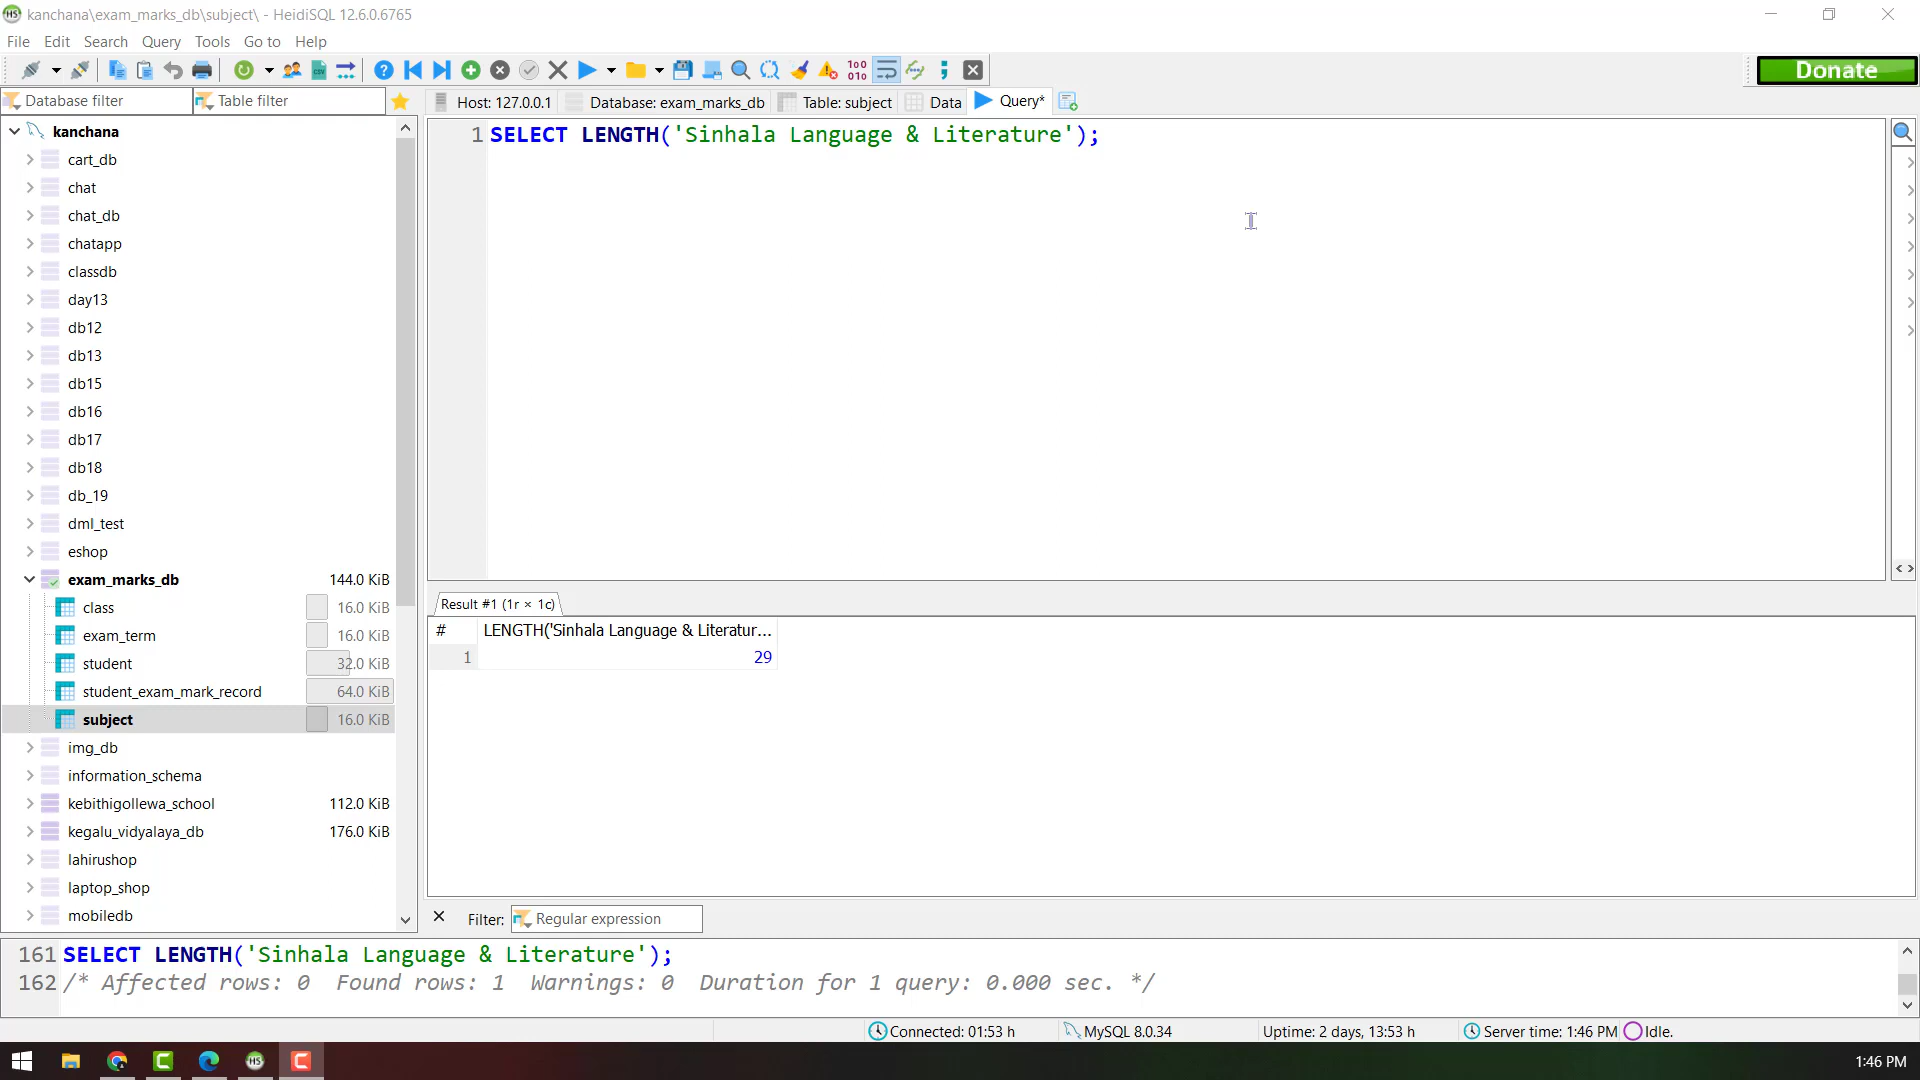 kanchana\exam_marks_db\subject\ - HeidiSQL 12.6.0.6765
File Edit Search Query Tools Go to Help
Donate
Database filter
Table filter
Host: 127.0.0.1
Database: exam_marks_db
Table: subject
Data
Query*
kanchana
cart_db
chat
chat_db
chatapp
classdb
day13
db12
db13
db15
db16
db17
db18
db_19
dml_test
eshop
exam_marks_db 144.0 KiB
class 16.0 KiB
exam_term 16.0 KiB
student 32.0 KiB
student_exam_mark_record 64.0 KiB
subject 16.0 KiB
img_db
information_schema
kebithigollewa_school 112.0 KiB
kegalu_vidyalaya_db 176.0 KiB
lahirushop
laptop_shop
mobiledb
1 SELECT LENGTH('Sinhala Language & Literature');
Result #1 (1r × 1c)
# LENGTH('Sinhala Language & Literatur...
1 29
Filter: Regular expression
161 SELECT LENGTH('Sinhala Language & Literature');
162 /* Affected rows: 0 Found rows: 1 Warnings: 0 Duration for 1 query: 0.000 sec. */
Connected: 01:53 h
MySQL 8.0.34
Uptime: 2 days, 13:53 h
Server time: 1:46 PM
Idle.
1:46 PM